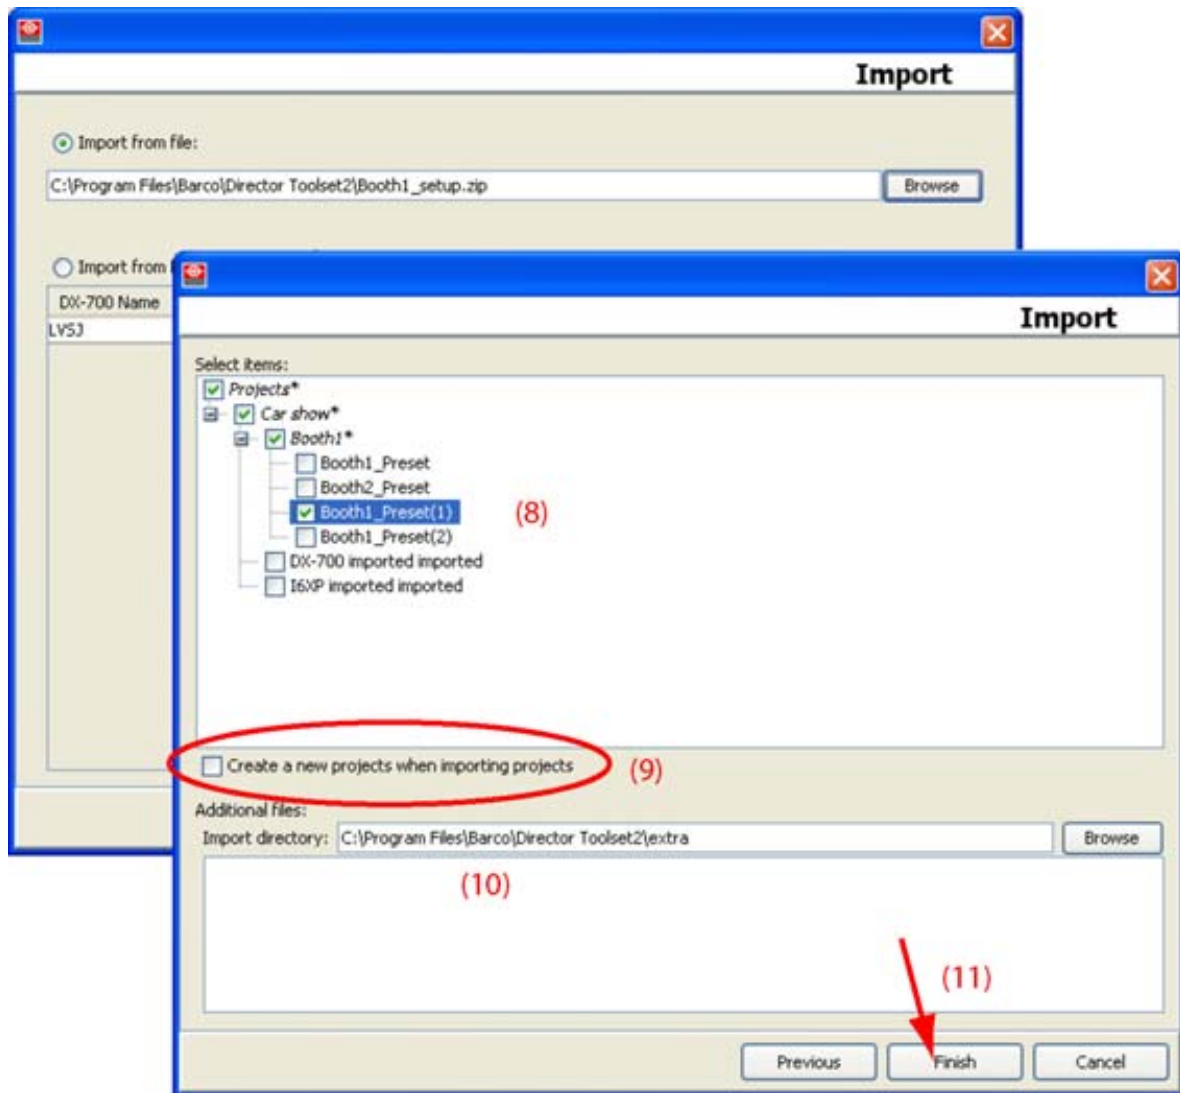 Import
Import from file:
C:\Program Files\Barco\Director Toolset2\Booth1_setup.zip Browse
Import from
DX-700 Name
LVSJ
Import
Select items:
Projects*
Car show*
Booth1*
Booth1_Preset
Booth2_Preset
Booth1_Preset(1) (8)
Booth1_Preset(2)
DX-700 imported imported
I6XP imported imported
Create a new projects when importing projects (9)
Additional files:
Import directory: C:\Program Files\Barco\Director Toolset2\extra Browse
(10)
(11)
Previous Finish Cancel